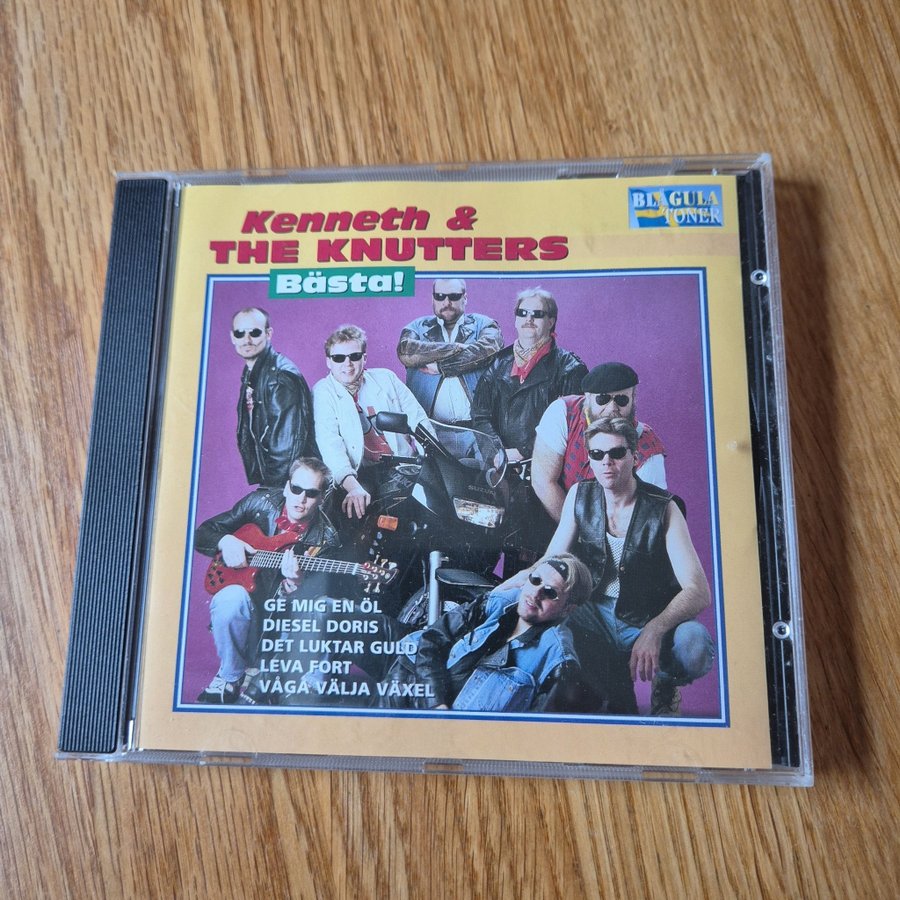 Kenneth &
THE KNUTTERS
Bästa!
BLÅGULA
TONER
SUZUKI
GE MIG EN ÖL
DIESEL DORIS
DET LUKTAR GULD
LEVA FORT
VÅGA VÄLJA VÄXEL